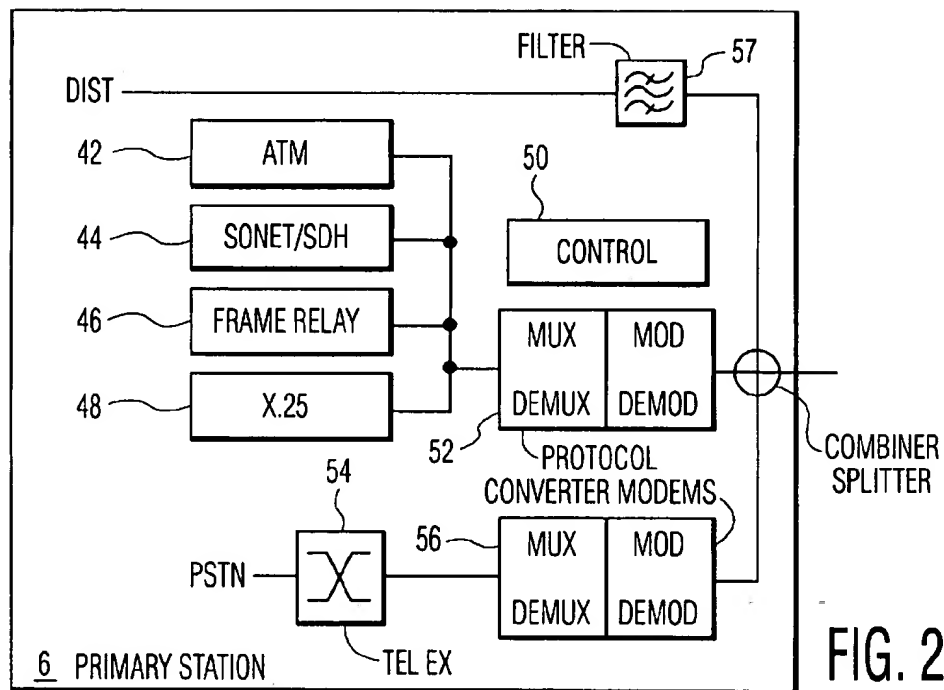 FILTER
57
DIST
42
ATM
50
44
SONET/SDH
CONTROL
46
FRAME RELAY
MUX
MOD
48
X.25
DEMUX
DEMOD
52
PROTOCOL
CONVERTER MODEMS
COMBINER
SPLITTER
54
56
MUX
MOD
PSTN
DEMUX
DEMOD
TEL EX
6 PRIMARY STATION
FIG. 2